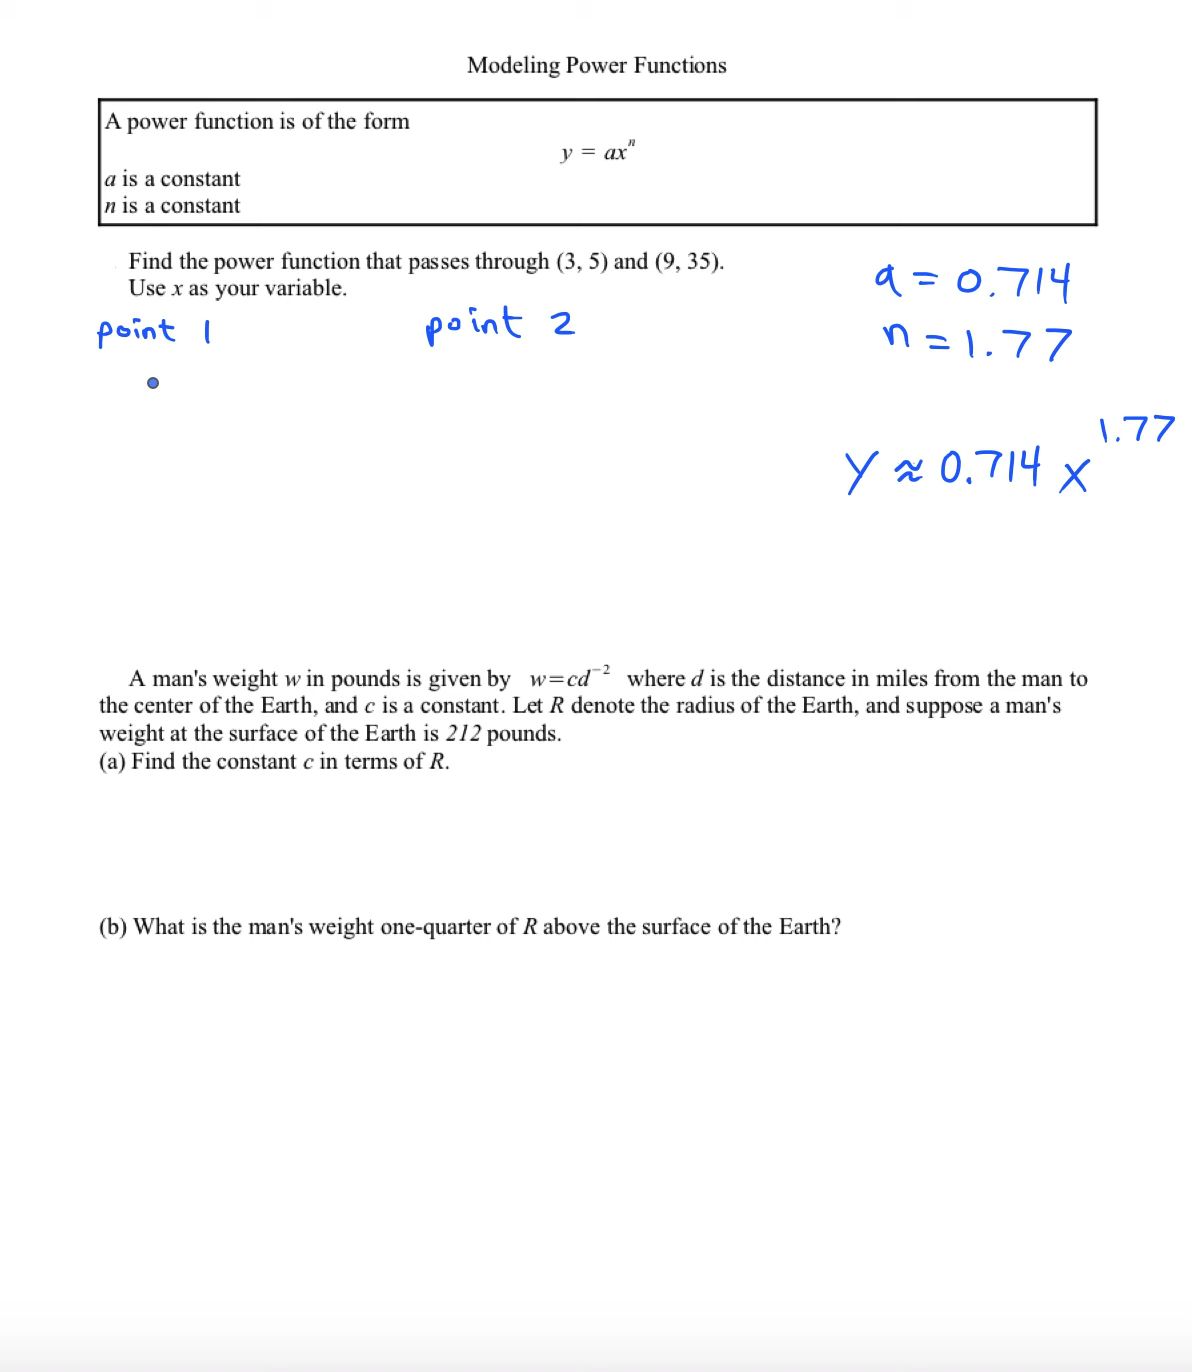 Modeling Power Functions
A power function is of the form
y = axⁿ
a is a constant
n is a constant
Find the power function that passes through (3, 5) and (9, 35).
Use x as your variable.
a = 0.714
point 1 point 2
n = 1.77
y ≈ 0.714 x^1.77
A man's weight w in pounds is given by w=cd⁻² where d is the distance in miles from the man to
the center of the Earth, and c is a constant. Let R denote the radius of the Earth, and suppose a man's
weight at the surface of the Earth is 212 pounds.
(a) Find the constant c in terms of R.
(b) What is the man's weight one-quarter of R above the surface of the Earth?